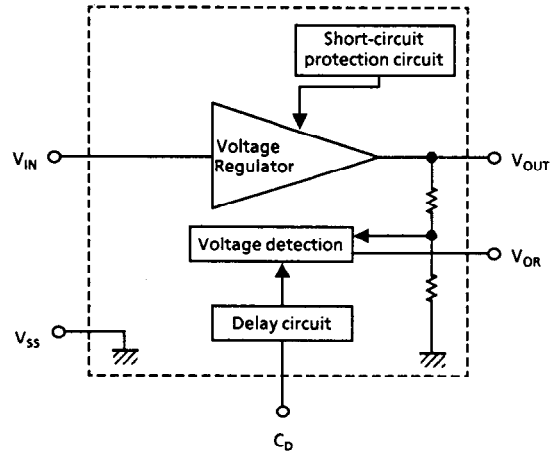 Short-circuit
protection circuit
Voltage
Regulator
VIN
VOUT
Voltage detection
VOR
Delay circuit
VSS
CD